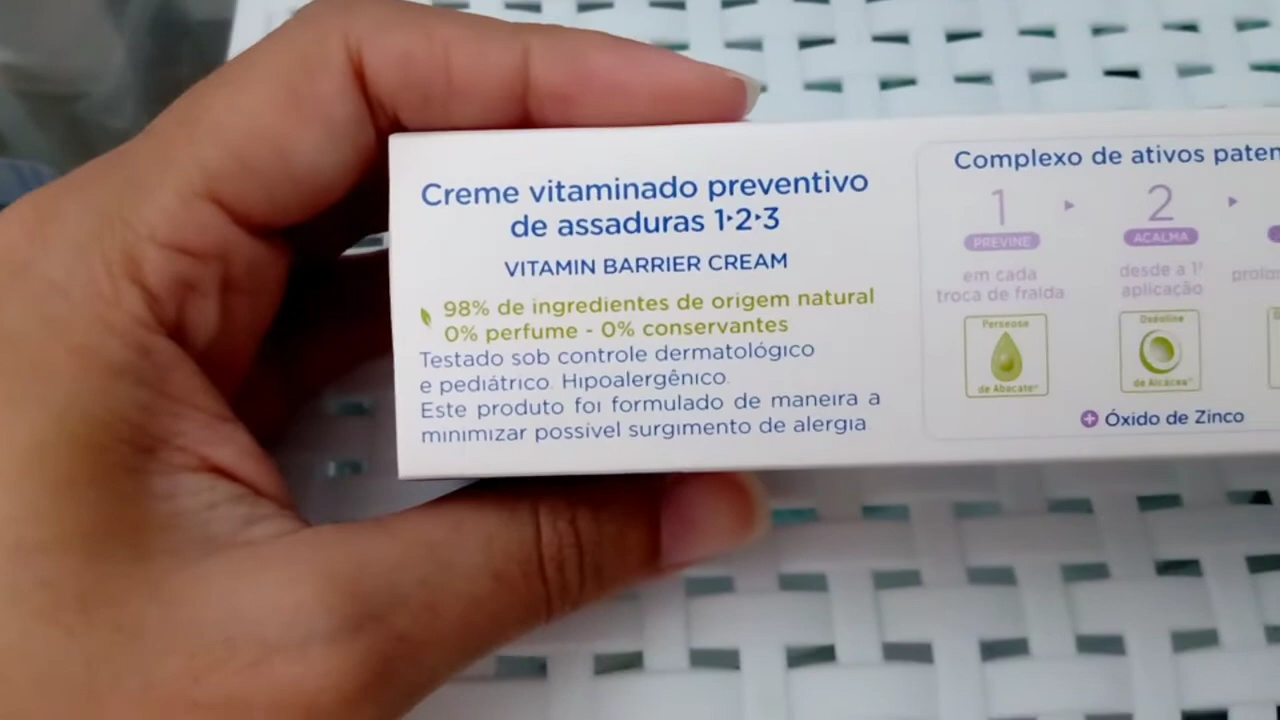 Creme vitaminado preventivo
de assaduras 1▸2▸3
VITAMIN BARRIER CREAM
98% de ingredientes de origem natural
0% perfume - 0% conservantes
Testado sob controle dermatológico
e pediátrico. Hipoalergênico.
Este produto foi formulado de maneira a
minimizar possível surgimento de alergia
Complexo de ativos paten
1 ▸ 2 ▸
PREVINE ACALMA
em cada
troca de fralda
desde a 1ª
aplicação
Perseose
de Abacate
Oxéoline
de Alcácea
+ Óxido de Zinco